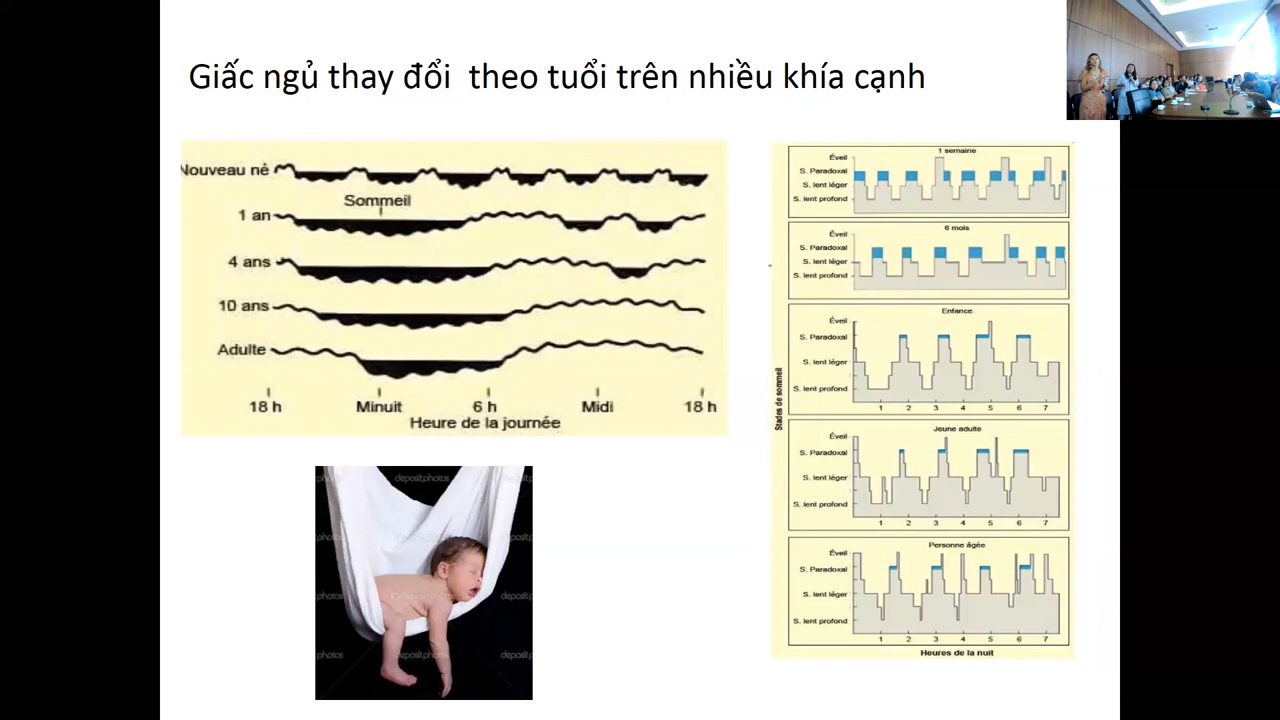 Giấc ngủ thay đổi  theo tuổi trên nhiều khía cạnh
Nouveau né
Sommeil
1 an
4 ans
10 ans
Adulte
18 h Minuit 6 h Midi 18 h
Heure de la journée
depositphotos
Stades de sommeil
1 semaine
Éveil
S. Paradoxal
S. lent léger
S. lent profond
6 mois
Éveil
S. Paradoxal
S. lent léger
S. lent profond
Enfance
Éveil
S. Paradoxal
S. lent léger
S. lent profond
1 2 3 4 5 6 7
Jeune adulte
Éveil
S. Paradoxal
S. lent léger
S. lent profond
1 2 3 4 5 6 7
Personne âgée
Éveil
S. Paradoxal
S. lent léger
S. lent profond
1 2 3 4 5 6 7
Heures de la nuit